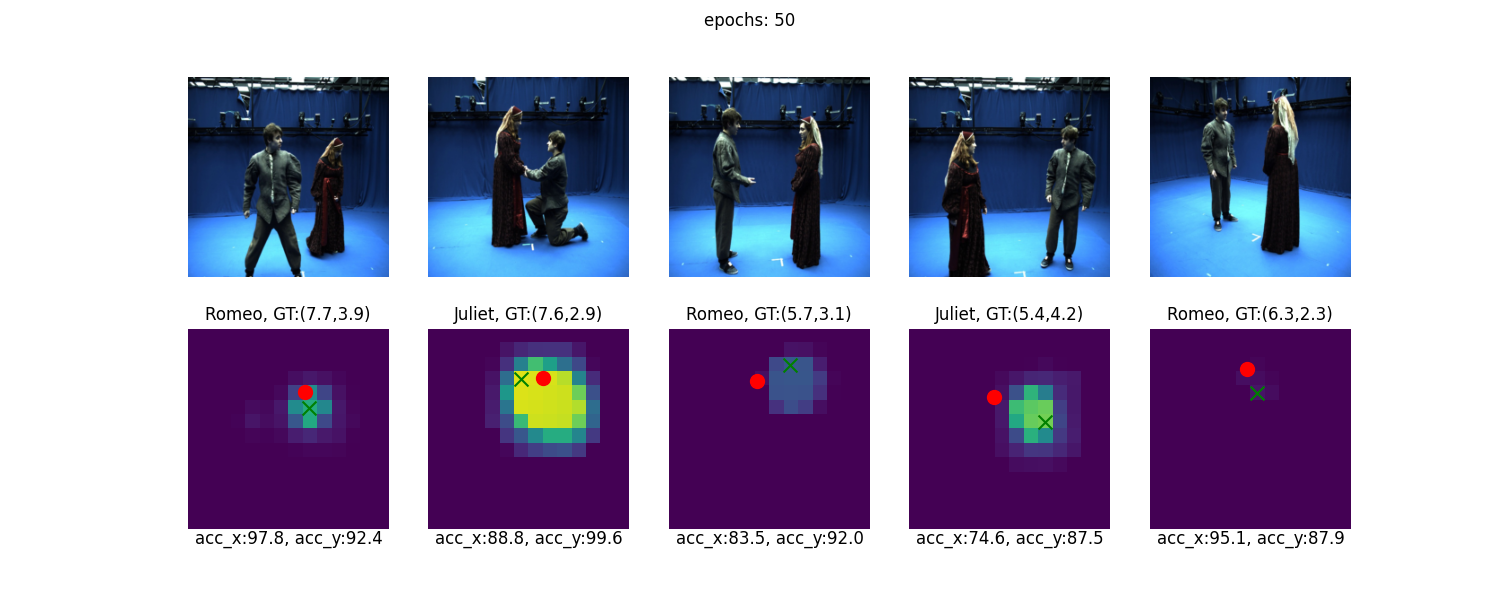 epochs: 50
Romeo, GT:(7.7,3.9)
Juliet, GT:(7.6,2.9)
Romeo, GT:(5.7,3.1)
Juliet, GT:(5.4,4.2)
Romeo, GT:(6.3,2.3)
acc_x:97.8, acc_y:92.4
acc_x:88.8, acc_y:99.6
acc_x:83.5, acc_y:92.0
acc_x:74.6, acc_y:87.5
acc_x:95.1, acc_y:87.9